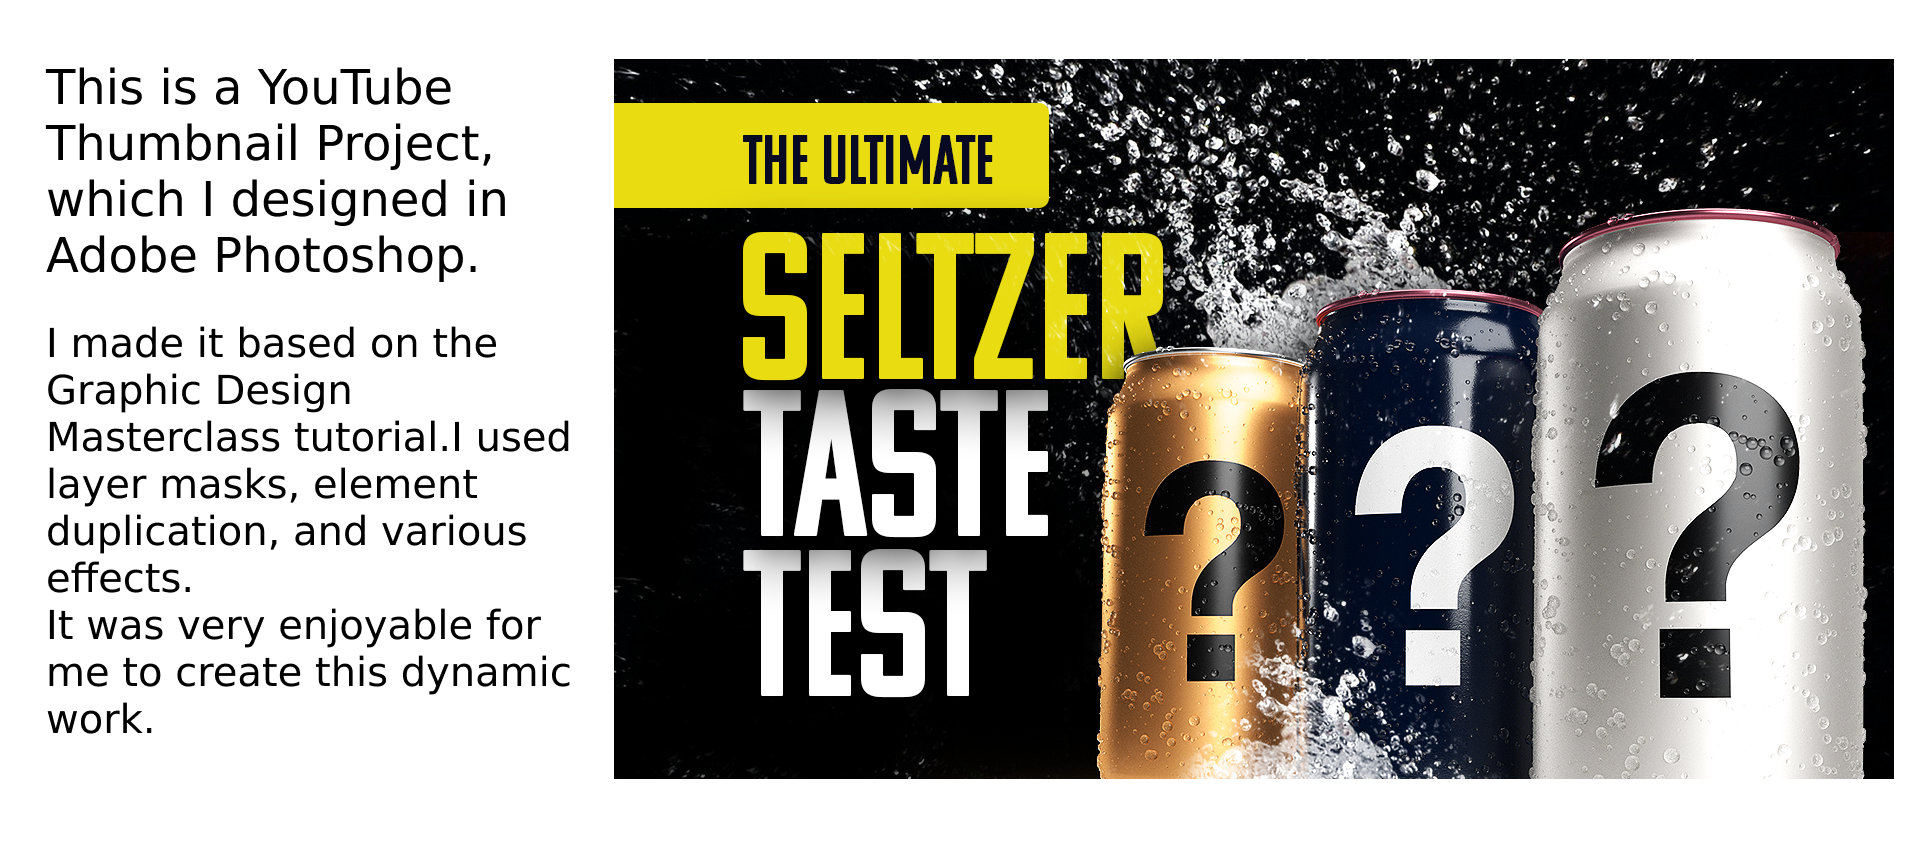 This is a YouTube
Thumbnail Project,
which I designed in
Adobe Photoshop.
I made it based on the
Graphic Design
Masterclass tutorial.I used
layer masks, element
duplication, and various
effects.
It was very enjoyable for
me to create this dynamic
work.
THE ULTIMATE
SELTZER
TASTE
TEST
? ? ?